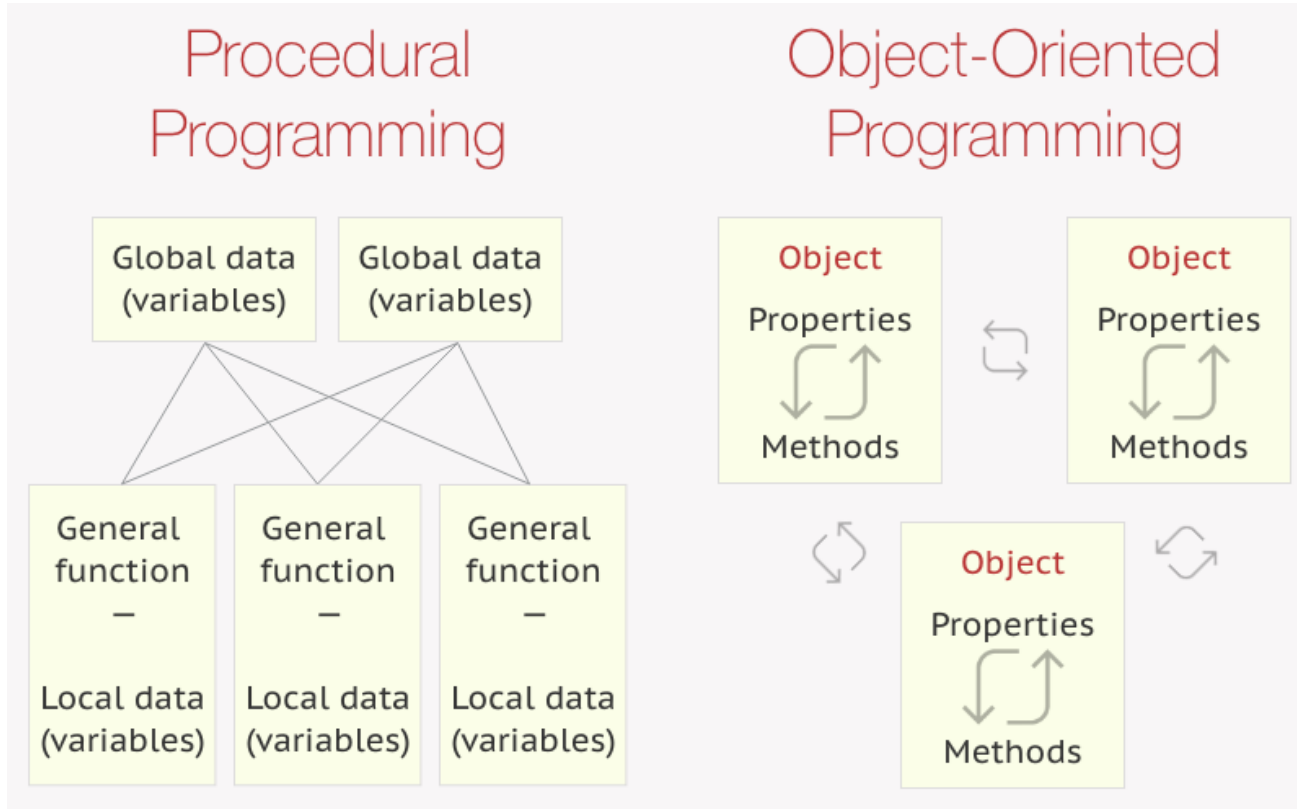 Procedural
Programming
Global data
(variables)
Global data
(variables)
General
function
—
Local data
(variables)
General
function
—
Local data
(variables)
General
function
—
Local data
(variables)
Object-Oriented
Programming
Object
Properties
Methods
Object
Properties
Methods
Object
Properties
Methods